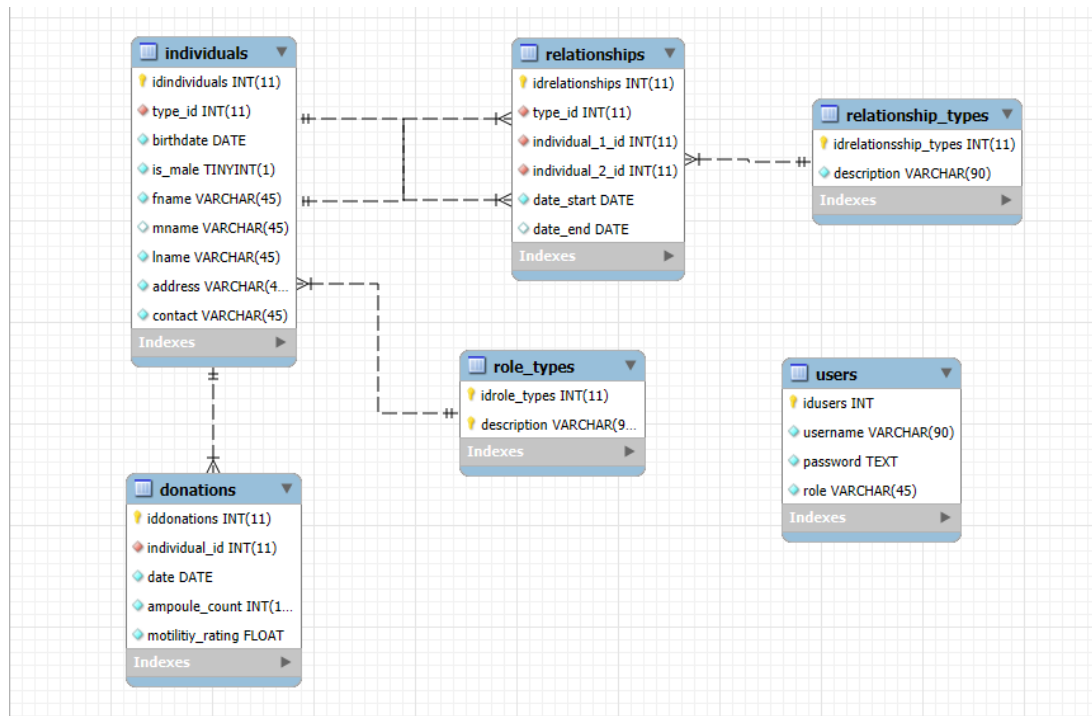 individuals
idindividuals INT(11)
type_id INT(11)
birthdate DATE
is_male TINYINT(1)
fname VARCHAR(45)
mname VARCHAR(45)
lname VARCHAR(45)
address VARCHAR(4...
contact VARCHAR(45)
Indexes
relationships
idrelationships INT(11)
type_id INT(11)
individual_1_id INT(11)
individual_2_id INT(11)
date_start DATE
date_end DATE
Indexes
relationship_types
idrelationsship_types INT(11)
description VARCHAR(90)
Indexes
role_types
idrole_types INT(11)
description VARCHAR(9...
Indexes
users
idusers INT
username VARCHAR(90)
password TEXT
role VARCHAR(45)
Indexes
donations
iddonations INT(11)
individual_id INT(11)
date DATE
ampoule_count INT(1...
motilitiy_rating FLOAT
Indexes